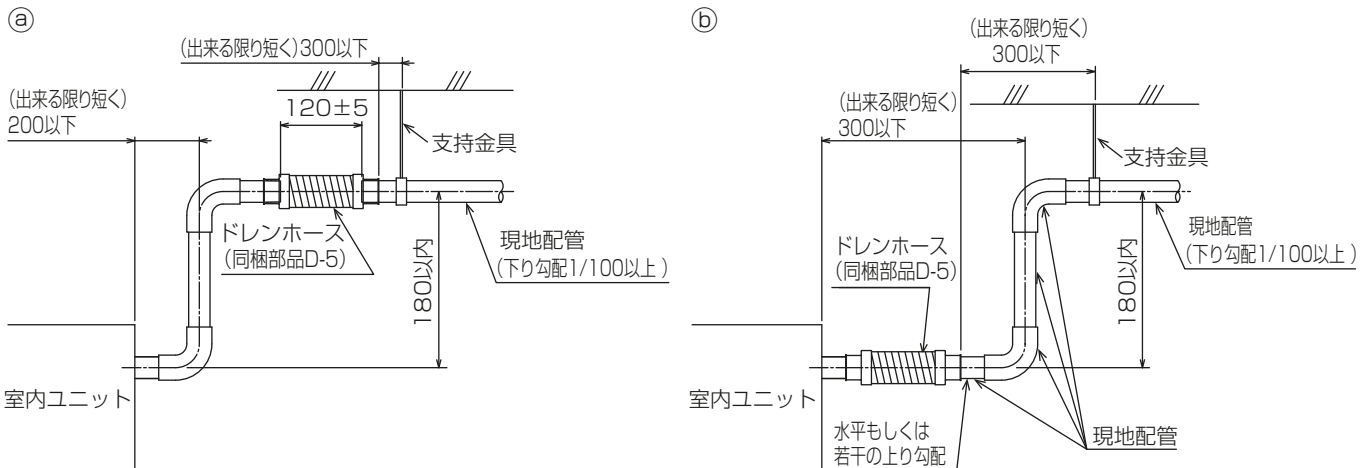 ⓐ
(出来る限り短く)300以下
(出来る限り短く)
200以下
120±5
支持金具
ドレンホース
(同梱部品D-5)
現地配管
(下り勾配1/100以上)
180以内
室内ユニット
ⓑ
(出来る限り短く)
300以下
(出来る限り短く)
300以下
支持金具
ドレンホース
(同梱部品D-5)
現地配管
(下り勾配1/100以上)
180以内
室内ユニット
水平もしくは
若干の上り勾配
現地配管